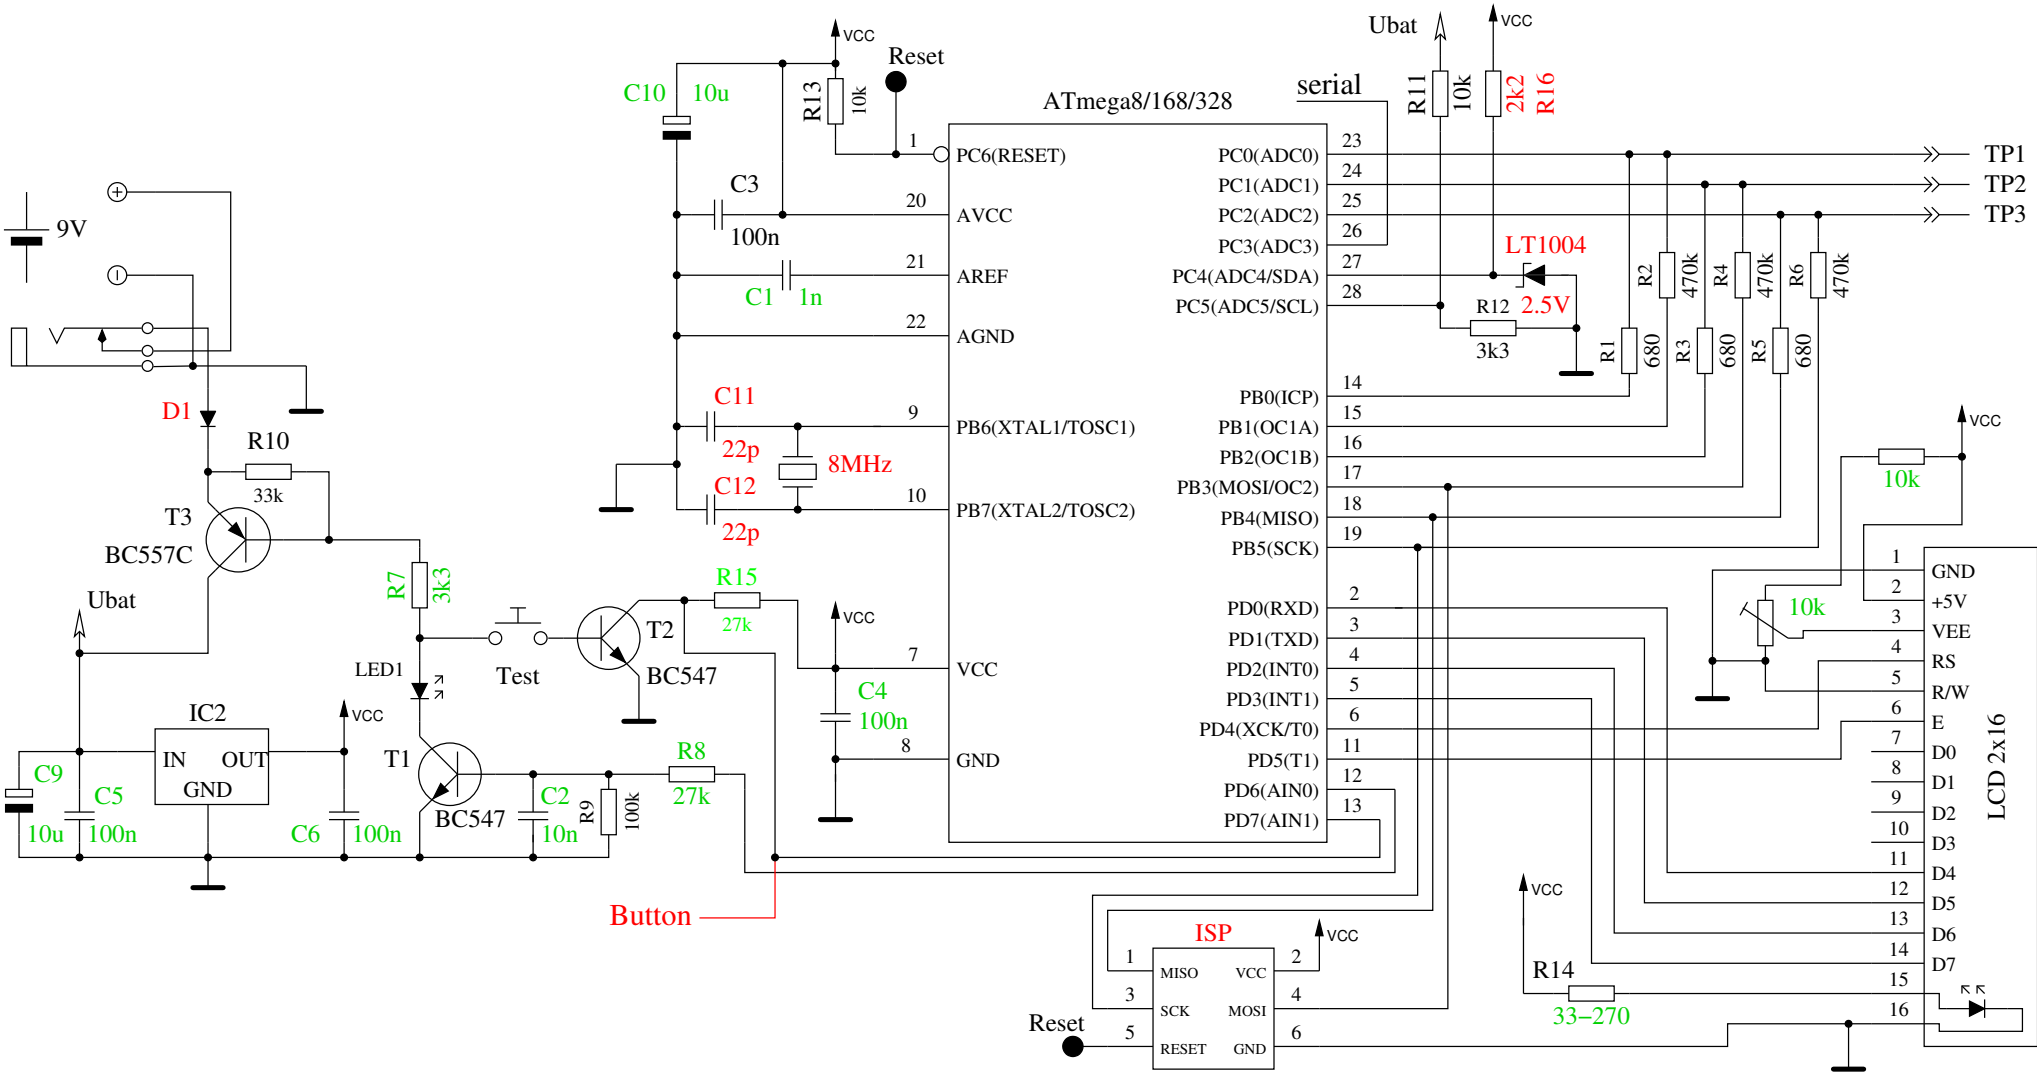 9V
D1
R10
33k
T3
BC557C
Ubat
R7
3k3
LED1
Test
T2
BC547
R15
27k
IC2
IN
OUT
GND
VCC
C9
10u
C5
100n
C6
100n
T1
BC547
C2
10n
R9
100k
R8
27k
Button
VCC
C4
100n
C10
10u
VCC
R13
10k
Reset
C3
100n
C1
1n
C11
22p
8MHz
C12
22p
ATmega8/168/328
serial
1
PC6(RESET)
20
AVCC
21
AREF
22
AGND
9
PB6(XTAL1/TOSC1)
10
PB7(XTAL2/TOSC2)
7
VCC
8
GND
PC0(ADC0)
23
PC1(ADC1)
24
PC2(ADC2)
25
PC3(ADC3)
26
PC4(ADC4/SDA)
27
PC5(ADC5/SCL)
28
PB0(ICP)
14
PB1(OC1A)
15
PB2(OC1B)
16
PB3(MOSI/OC2)
17
PB4(MISO)
18
PB5(SCK)
19
PD0(RXD)
2
PD1(TXD)
3
PD2(INT0)
4
PD3(INT1)
5
PD4(XCK/T0)
6
PD5(T1)
11
PD6(AIN0)
12
PD7(AIN1)
13
Ubat
R11
10k
VCC
2k2
R16
LT1004
2.5V
R12
3k3
R1
680
R2
470k
R3
680
R4
470k
R5
680
R6
470k
TP1
TP2
TP3
VCC
10k
10k
1
GND
2
+5V
3
VEE
4
RS
5
R/W
6
E
7
D0
8
D1
9
D2
10
D3
11
D4
12
D5
13
D6
14
D7
15
16
LCD 2x16
VCC
R14
33-270
ISP
VCC
1
MISO
VCC
2
3
SCK
MOSI
4
5
RESET
GND
6
Reset